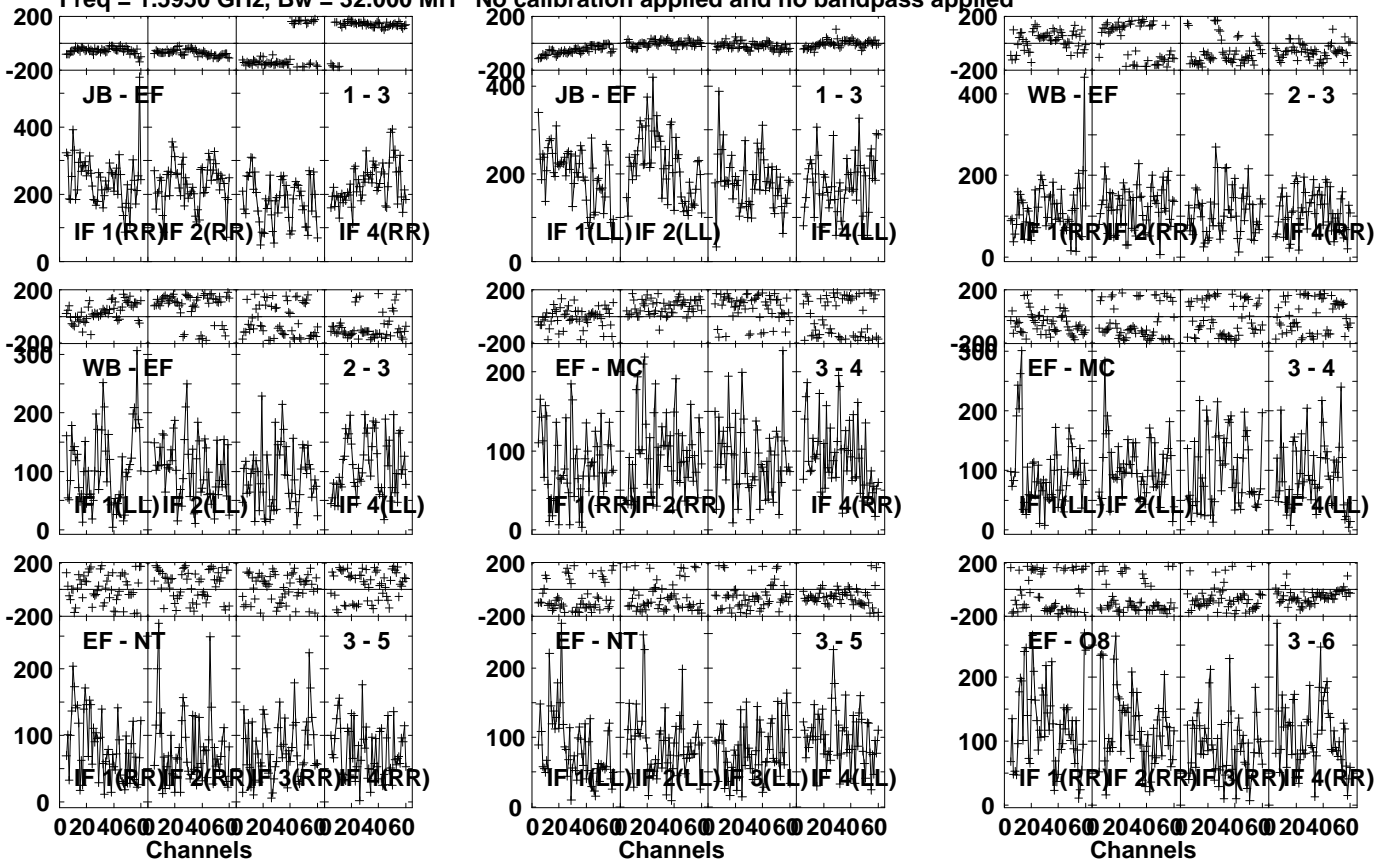 Freq = 1.5950 GHz, Bw = 32.000 MH No calibration applied and no bandpass applied
200
-200
JB - EF 1 - 3
400
200
0
IF 1(RR) IF 2(RR) IF 4(RR)
200
-200
400
JB - EF 1 - 3
200
0
IF 1(LL) IF 2(LL) IF 4(LL)
200
-200
400
WB - EF 2 - 3
200
0
IF 1(RR) IF 2(RR) IF 4(RR)
200
-200
300
WB - EF 2 - 3
200
100
0
IF 1(LL) IF 2(LL) IF 4(LL)
200
-200
EF - MC 3 - 4
200
100
0
IF 1(RR) IF 2(RR) IF 4(RR)
200
-200
300
EF - MC 3 - 4
200
100
0
IF 1(LL) IF 2(LL) IF 4(LL)
200
-200
EF - NT 3 - 5
200
100
0
IF 1(RR) IF 2(RR) IF 3(RR) IF 4(RR)
0 20 40 60 0 20 40 60 0 20 40 60 0 20 40 60
Channels
200
-200
EF - NT 3 - 5
200
100
0
IF 1(LL) IF 2(LL) IF 3(LL) IF 4(LL)
0 20 40 60 0 20 40 60 0 20 40 60 0 20 40 60
Channels
200
-200
EF - O8 3 - 6
200
100
0
IF 1(RR) IF 2(RR) IF 3(RR) IF 4(RR)
0 20 40 60 0 20 40 60 0 20 40 60 0 20 40 60
Channels